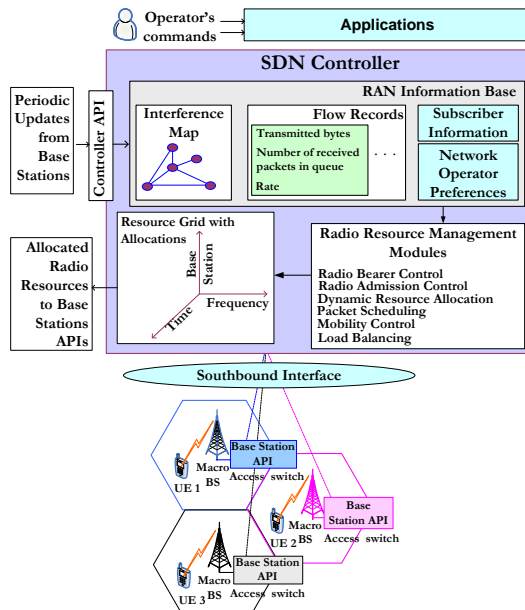 Operator's
commands
Applications
SDN Controller
Periodic
Updates
from
Base
Stations
Controller API
RAN Information Base
Interference
Map
Flow Records
Transmitted bytes
Number of received
packets in queue
Rate
. . .
Subscriber
Information
Network
Operator
Preferences
Allocated
Radio
Resources
to Base
Stations
APIs
Resource Grid with
Allocations
Base
Station
Frequency
Time
Radio Resource Management
Modules
Radio Bearer Control
Radio Admission Control
Dynamic Resource Allocation
Packet Scheduling
Mobility Control
Load Balancing
Southbound Interface
Base Station
API
Macro
BS
UE 1
Access switch
Base
Station API
Macro
BS
UE 2
Access switch
Base Station
API
Macro
BS
UE 3
Access switch